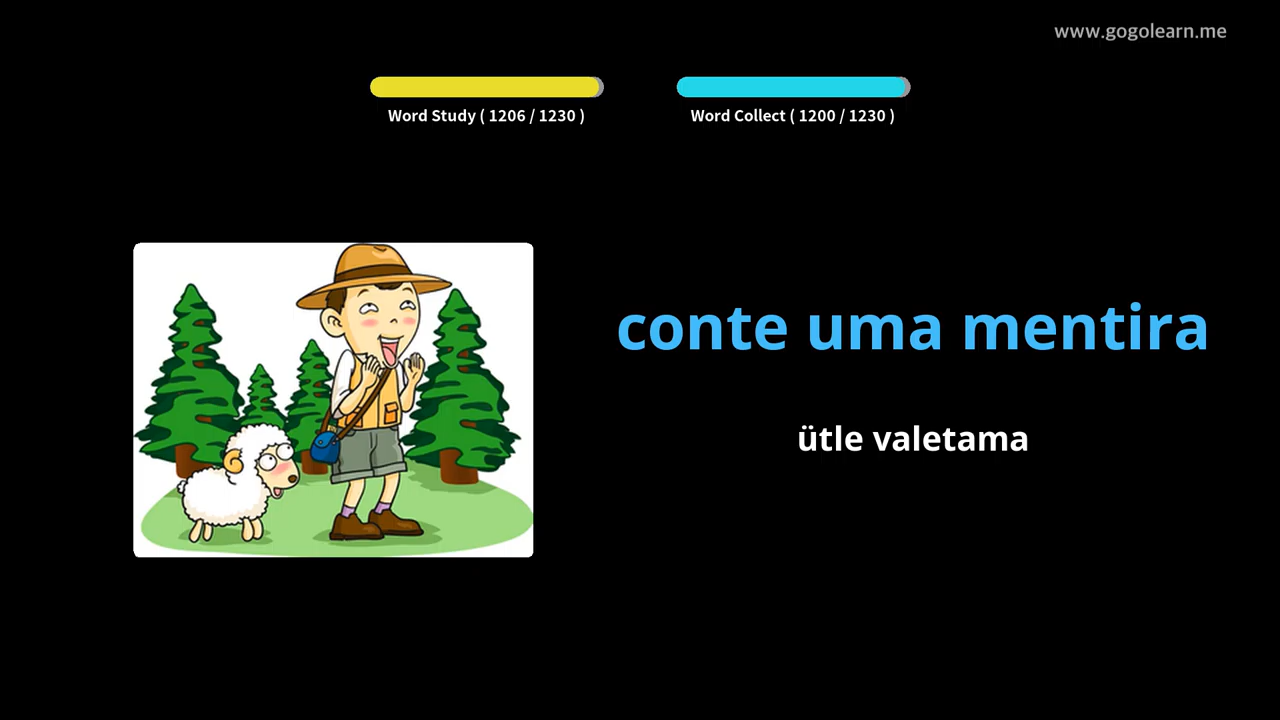 www.gogolearn.me
Word Study ( 1206 / 1230 )
Word Collect ( 1200 / 1230 )
conte uma mentira
ütle valetama